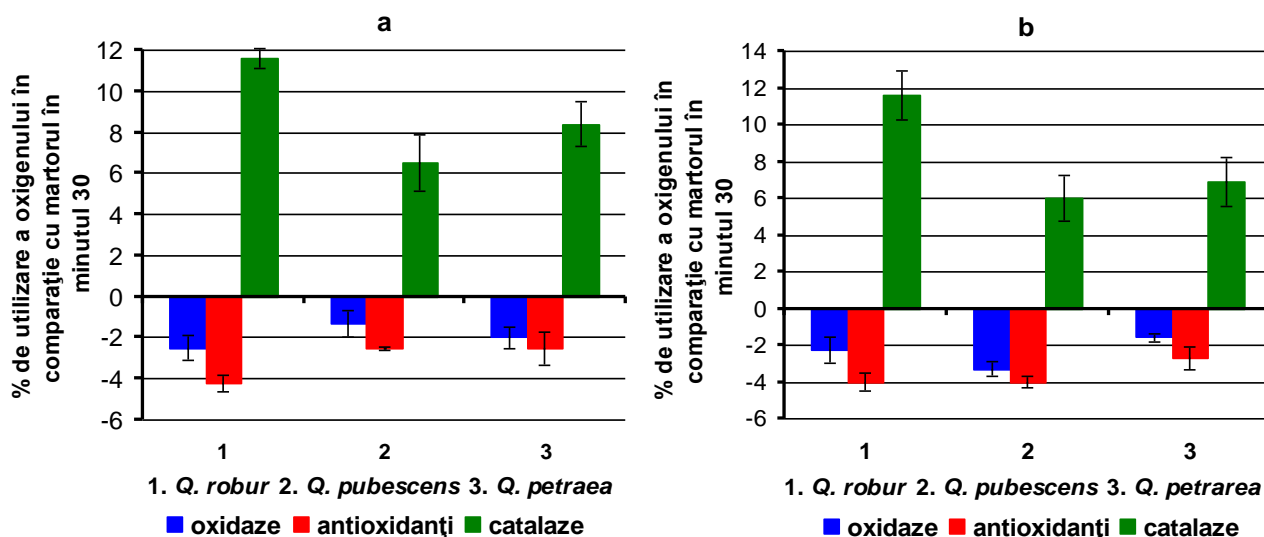 a
% de utilizare a oxigenului în
comparaţie cu martorul în
minutul 30
12
10
8
6
4
2
0
-2
-4
-6
1 2 3
1. Q. robur 2. Q. pubescens 3. Q. petraea
oxidaze antioxidanţi catalaze
b
% de utilizare a oxigenului în
comparaţie cu martorul în
minutul 30
14
12
10
8
6
4
2
0
-2
-4
-6
1 2 3
1. Q. robur 2. Q. pubescens 3. Q. petrarea
oxidaze antioxidanţi catalaze